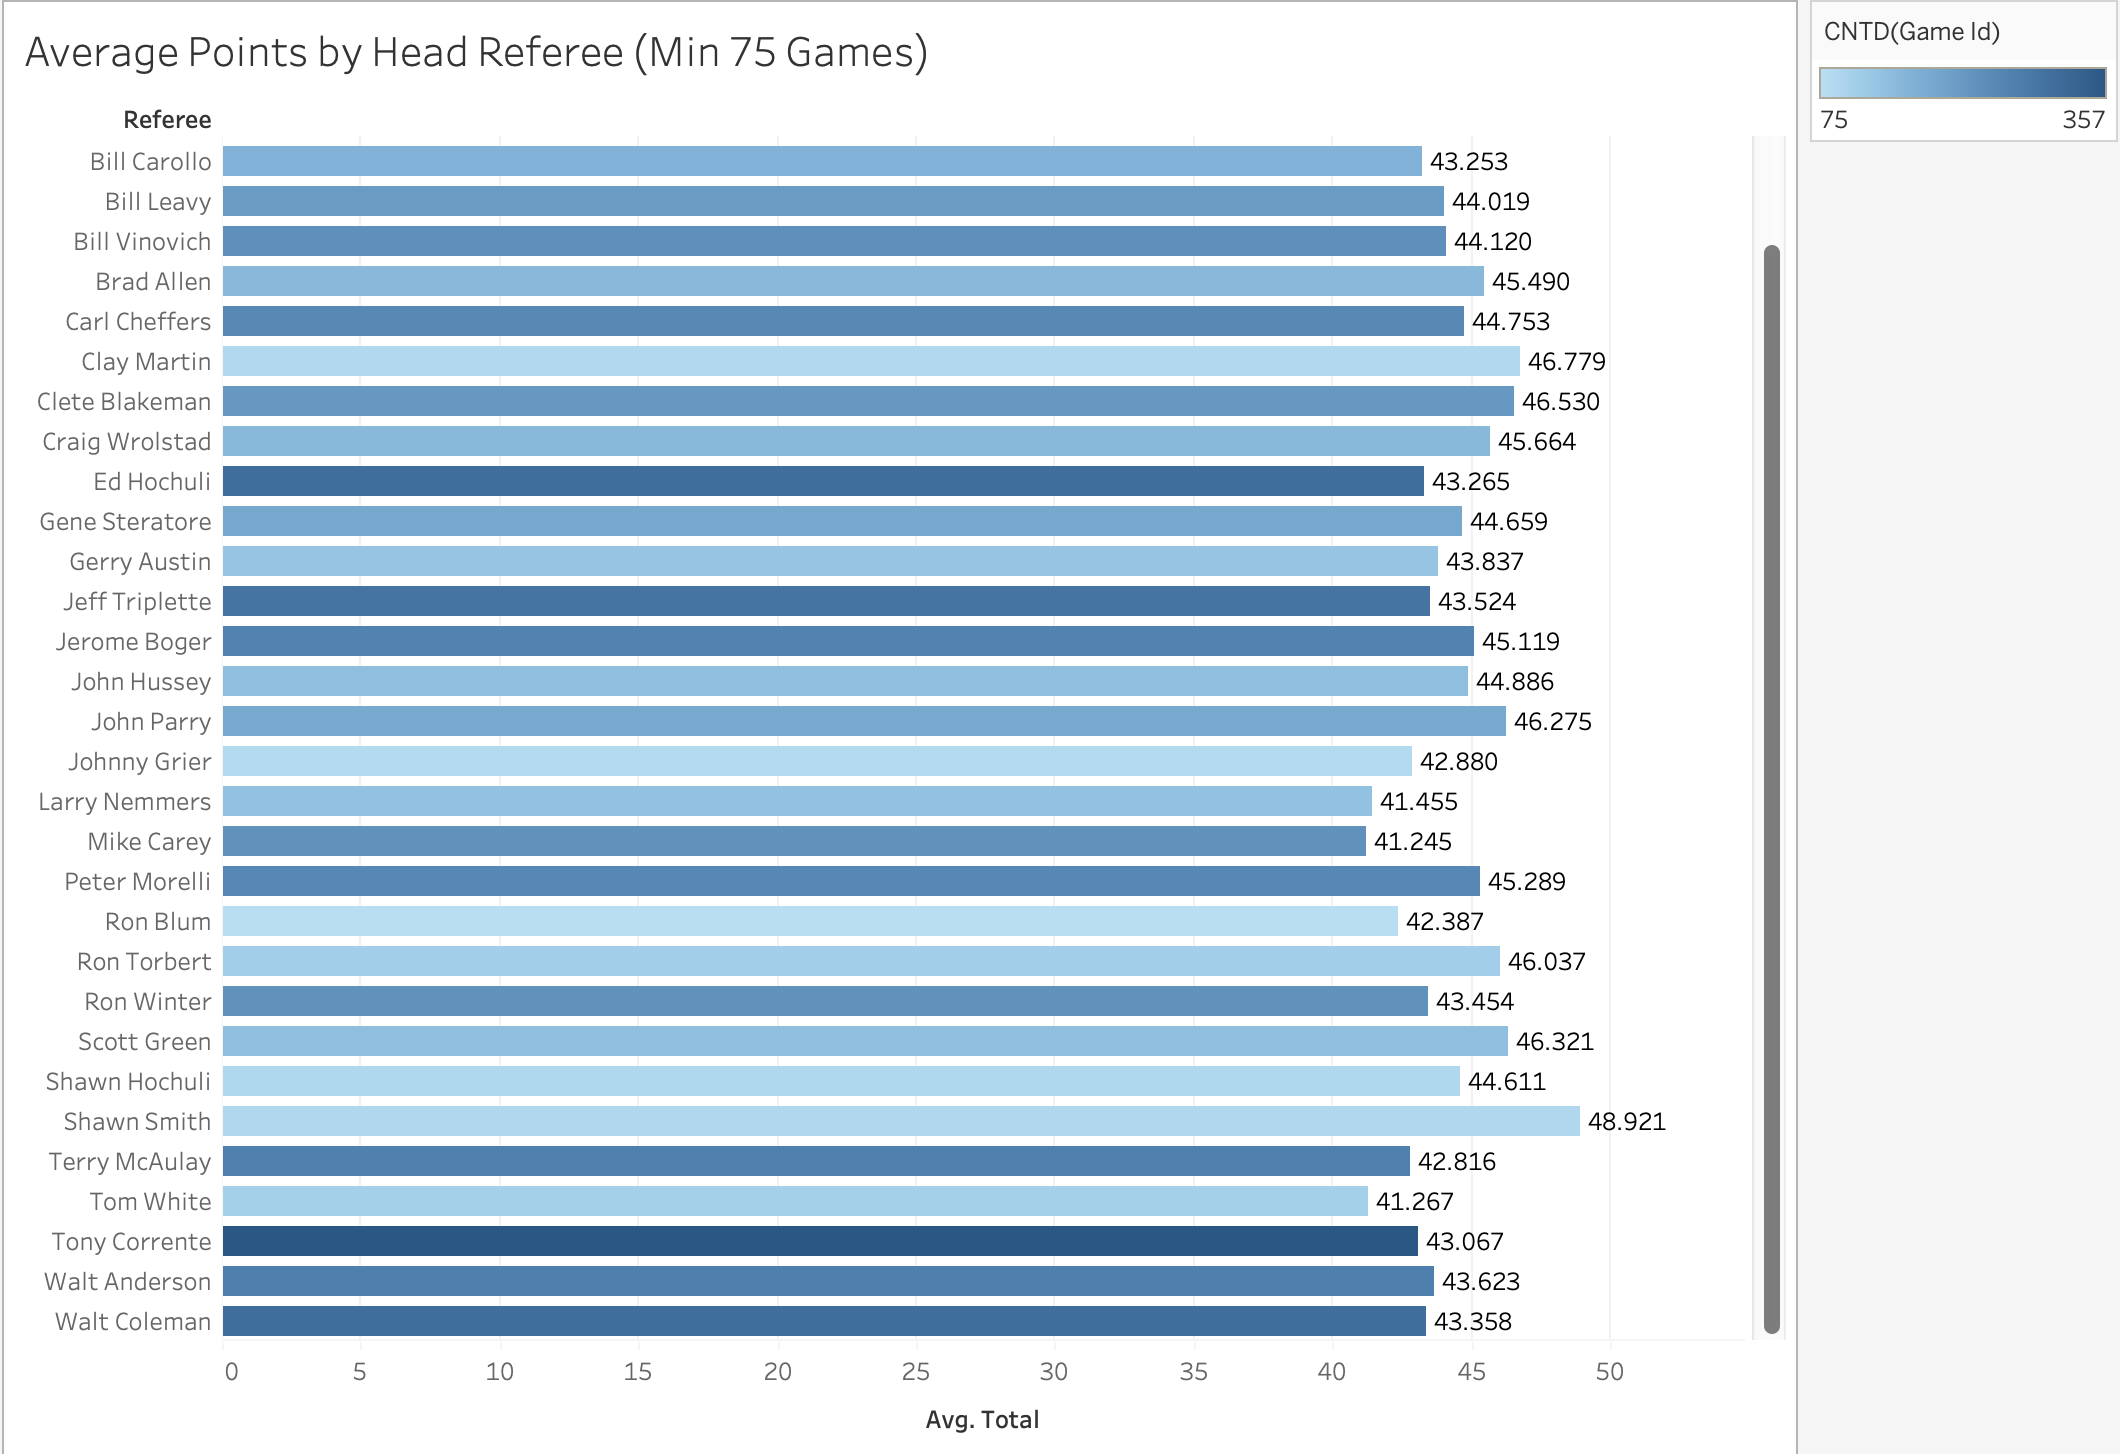 Average Points by Head Referee (Min 75 Games)
CNTD(Game Id)
75 357
Referee
Bill Carollo 43.253
Bill Leavy 44.019
Bill Vinovich 44.120
Brad Allen 45.490
Carl Cheffers 44.753
Clay Martin 46.779
Clete Blakeman 46.530
Craig Wrolstad 45.664
Ed Hochuli 43.265
Gene Steratore 44.659
Gerry Austin 43.837
Jeff Triplette 43.524
Jerome Boger 45.119
John Hussey 44.886
John Parry 46.275
Johnny Grier 42.880
Larry Nemmers 41.455
Mike Carey 41.245
Peter Morelli 45.289
Ron Blum 42.387
Ron Torbert 46.037
Ron Winter 43.454
Scott Green 46.321
Shawn Hochuli 44.611
Shawn Smith 48.921
Terry McAulay 42.816
Tom White 41.267
Tony Corrente 43.067
Walt Anderson 43.623
Walt Coleman 43.358
0 5 10 15 20 25 30 35 40 45 50
Avg. Total